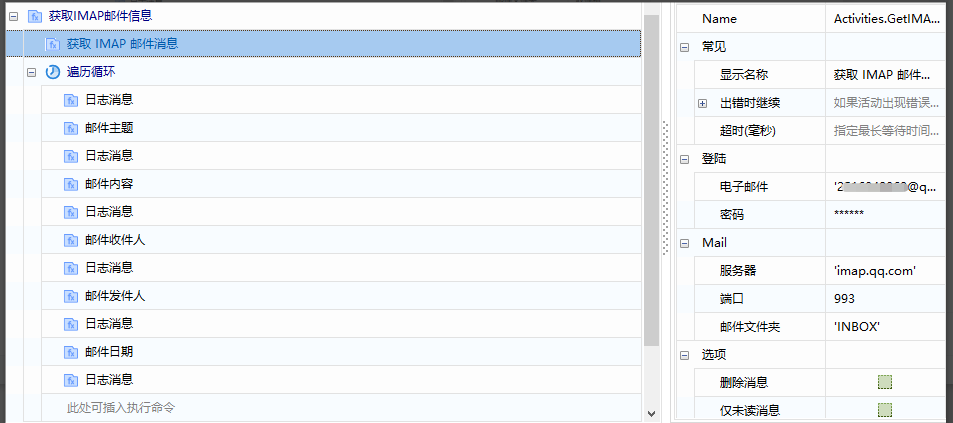 获取IMAP邮件信息
获取 IMAP 邮件消息
遍历循环
日志消息
邮件主题
日志消息
邮件内容
日志消息
邮件收件人
日志消息
邮件发件人
日志消息
邮件日期
日志消息
此处可插入执行命令
Name Activities.GetIMA...
常见
显示名称 获取 IMAP 邮件...
出错时继续 如果活动出现错误...
超时(毫秒) 指定最长等待时间...
登陆
电子邮件 @q...
密码 ******
Mail
服务器 'imap.qq.com'
端口 993
邮件文件夹 'INBOX'
选项
删除消息
仅未读消息